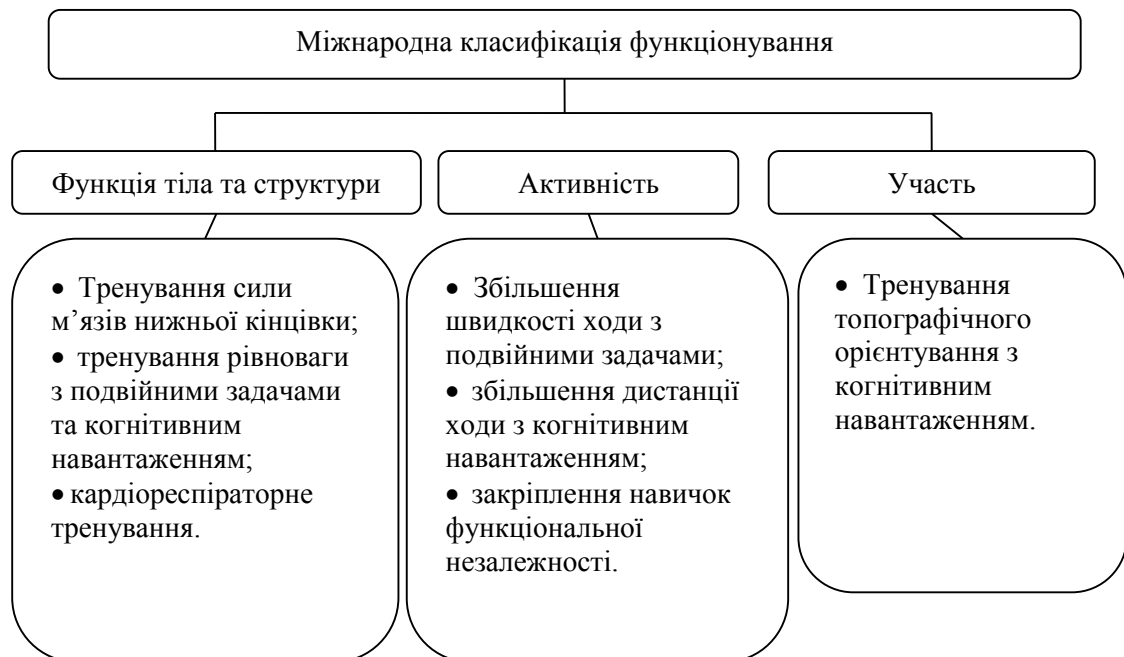 Міжнародна класифікація функціонування
Функція тіла та структури
Активність
Участь
• Тренування сили
м’язів нижньої кінцівки;
• тренування рівноваги
з подвійними задачами
та когнітивним
навантаженням;
• кардіореспіраторне
тренування.
• Збільшення
швидкості ходи з
подвійними задачами;
• збільшення дистанції
ходи з когнітивним
навантаженням;
• закріплення навичок
функціональної
незалежності.
• Тренування
топографічного
орієнтування з
когнітивним
навантаженням.